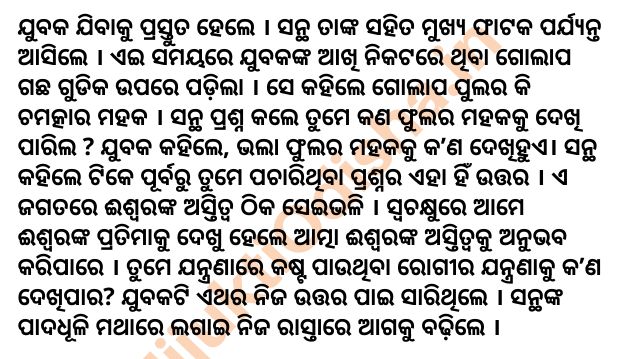 ଯୁବକ ଯିବାକୁ ପ୍ରସ୍ତୁତ ହେଲେ । ସନ୍ଥ ତାଙ୍କ ସହିତ ମୁଖ୍ୟ ଫାଟକ ପର୍ଯ୍ୟନ୍ତ
ଆସିଲେ । ଏଇ ସମୟରେ ଯୁବକଙ୍କ ଆଖି ନିକଟରେ ଥିବା ଗୋଲାପ
ଗଛ ଗୁଡିକ ଉପରେ ପଡ଼ିଲା । ସେ କହିଲେ ଗୋଲାପ ପୁଲର କି
ଚମତ୍କାର ମହକ । ସନ୍ଥ ପ୍ରଶ୍ନ କଲେ ତୁମେ କଣ ଫୁଲର ମହକକୁ ଦେଖି
ପାରିଲ ? ଯୁବକ କହିଲେ, ଭଲା ଫୁଲର ମହକକୁ କ’ଣ ଦେଖିହୁଏ। ସନ୍ଥ
କହିଲେ ଟିକେ ପୂର୍ବରୁ ତୁମେ ପଚାରିଥିବା ପ୍ରଶ୍ନର ଏହା ହିଁ ଉତ୍ତର । ଏ
ଜଗତରେ ଈଶ୍ୱରଙ୍କ ଅସ୍ତିତ୍ୱ ଠିକ ସେଇଭଳି । ସ୍ୱଚକ୍ଷୁରେ ଆମେ
ଈଶ୍ୱରଙ୍କ ପ୍ରତିମାକୁ ଦେଖୁ ହେଲେ ଆତ୍ମା ଈଶ୍ୱରଙ୍କ ଅସ୍ତିତ୍ୱକୁ ଅନୁଭବ
କରିପାରେ । ତୁମେ ଯନ୍ତ୍ରଣାରେ କଷ୍ଟ ପାଉଥିବା ରୋଗୀର ଯନ୍ତ୍ରଣାକୁ କ’ଣ
ଦେଖିପାର? ଯୁବକଟି ଏଥର ନିଜ ଉତ୍ତର ପାଇ ସାରିଥିଲେ । ସନ୍ଥଙ୍କ
ପାଦଧୂଳି ମଥାରେ ଲଗାଇ ନିଜ ରାସ୍ତାରେ ଆଗକୁ ବଢ଼ିଲେ ।